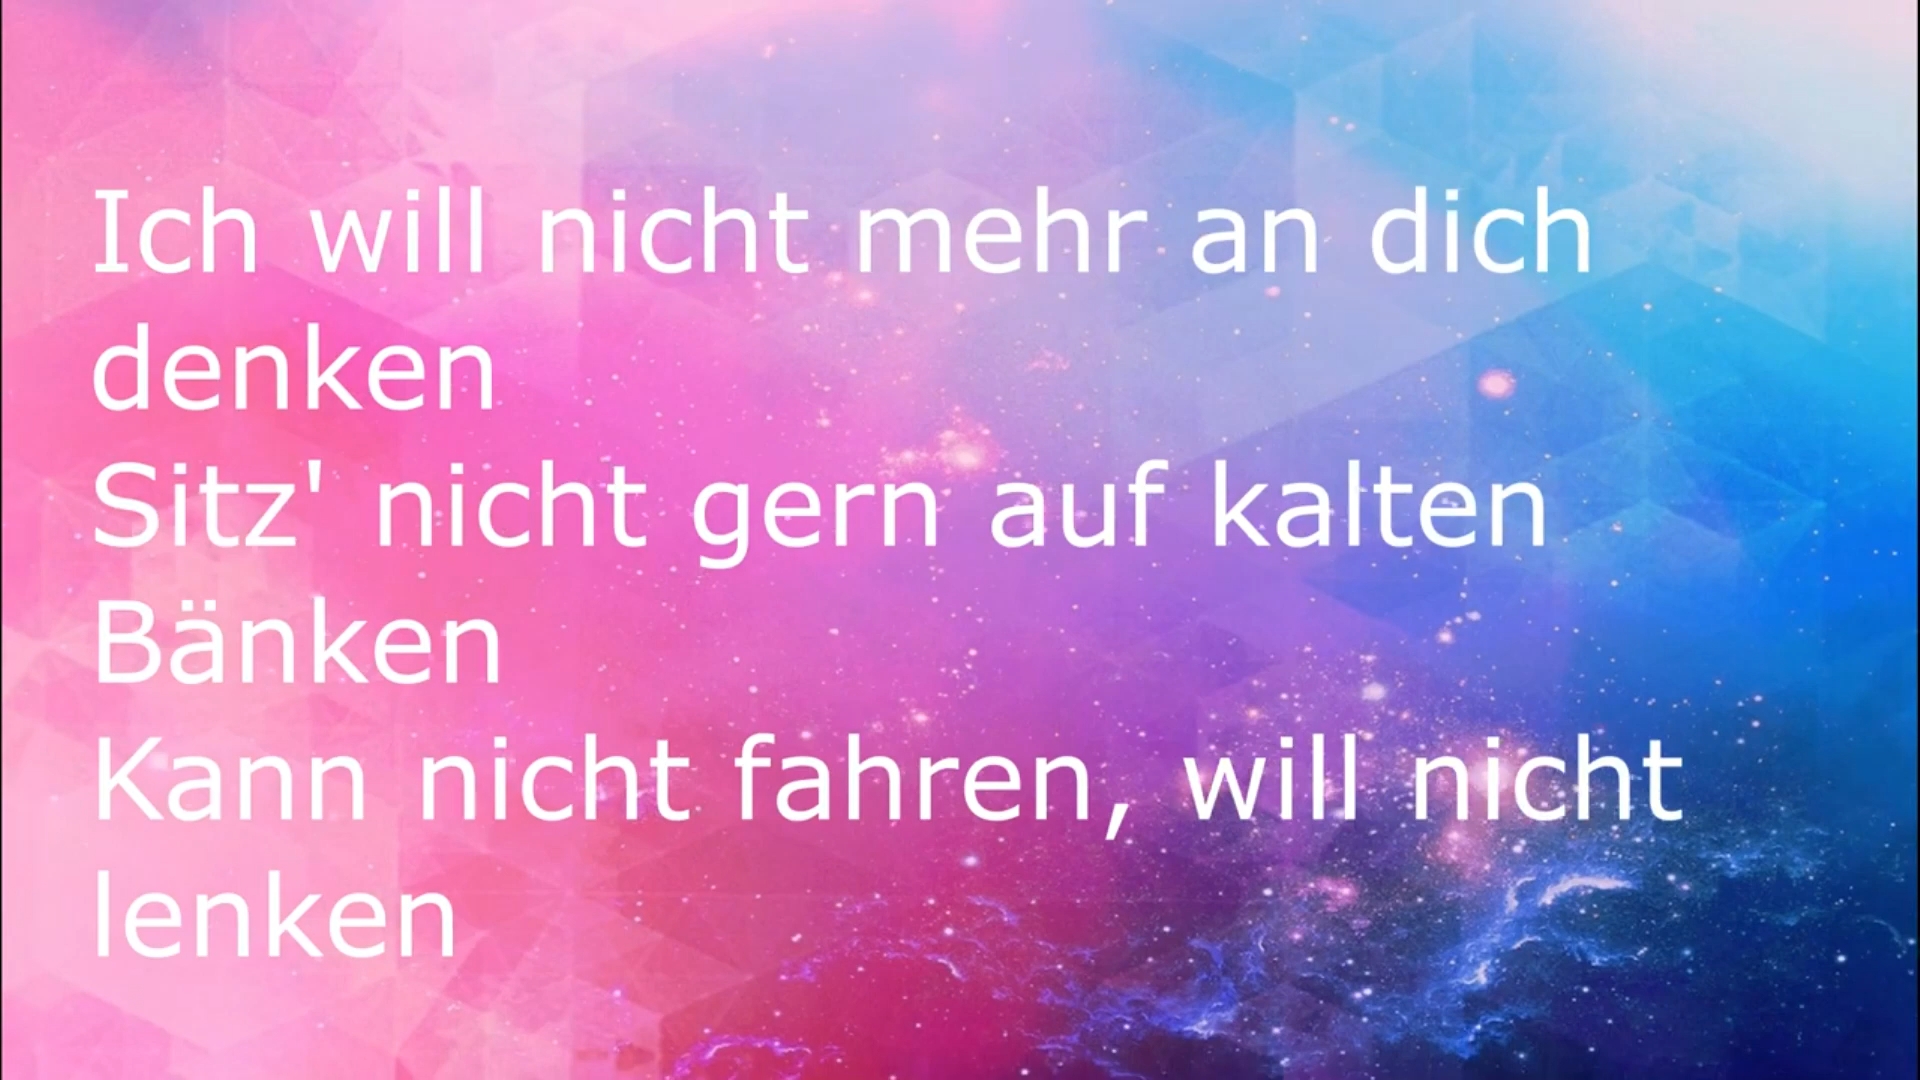 Ich will nicht mehr an dich
denken
Sitz' nicht gern auf kalten
Bänken
Kann nicht fahren, will nicht
lenken